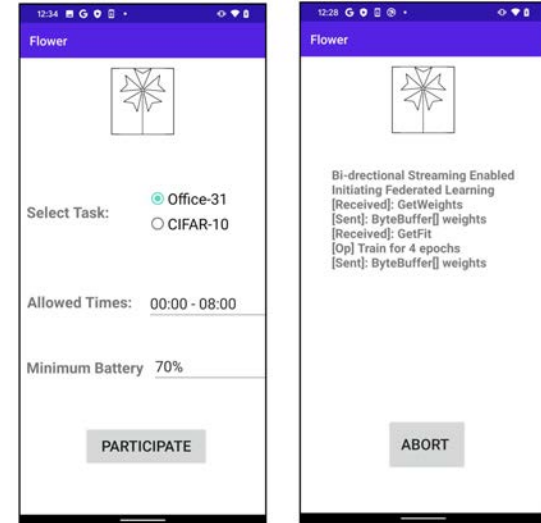 12:34
Flower
Select Task:
Office-31
CIFAR-10
Allowed Times:
00:00 - 08:00
Minimum Battery
70%
PARTICIPATE
12:28
Flower
Bi-drectional Streaming Enabled
Initiating Federated Learning
[Received]: GetWeights
[Sent]: ByteBuffer[] weights
[Received]: GetFit
[Op] Train for 4 epochs
[Sent]: ByteBuffer[] weights
ABORT